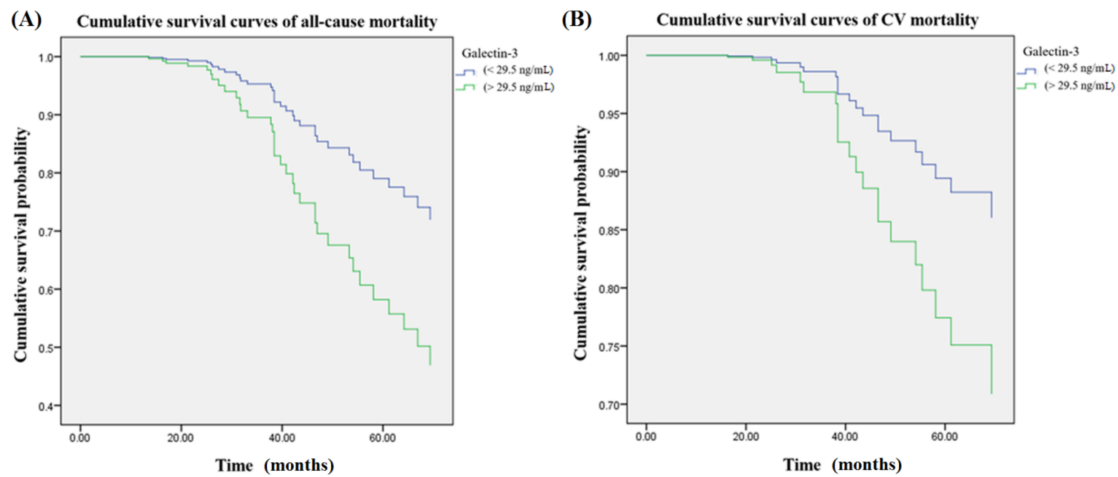 (A)
Cumulative survival curves of all-cause mortality
Galectin-3
(< 29.5 ng/mL)
(> 29.5 ng/mL)
Cumulative survival probability
1.0
0.9
0.8
0.7
0.6
0.5
0.4
0.00 20.00 40.00 60.00
Time (months)
(B)
Cumulative survival curves of CV mortality
Galectin-3
(< 29.5 ng/mL)
(> 29.5 ng/mL)
Cumulative survival probability
1.00
0.95
0.90
0.85
0.80
0.75
0.70
0.00 20.00 40.00 60.00
Time (months)